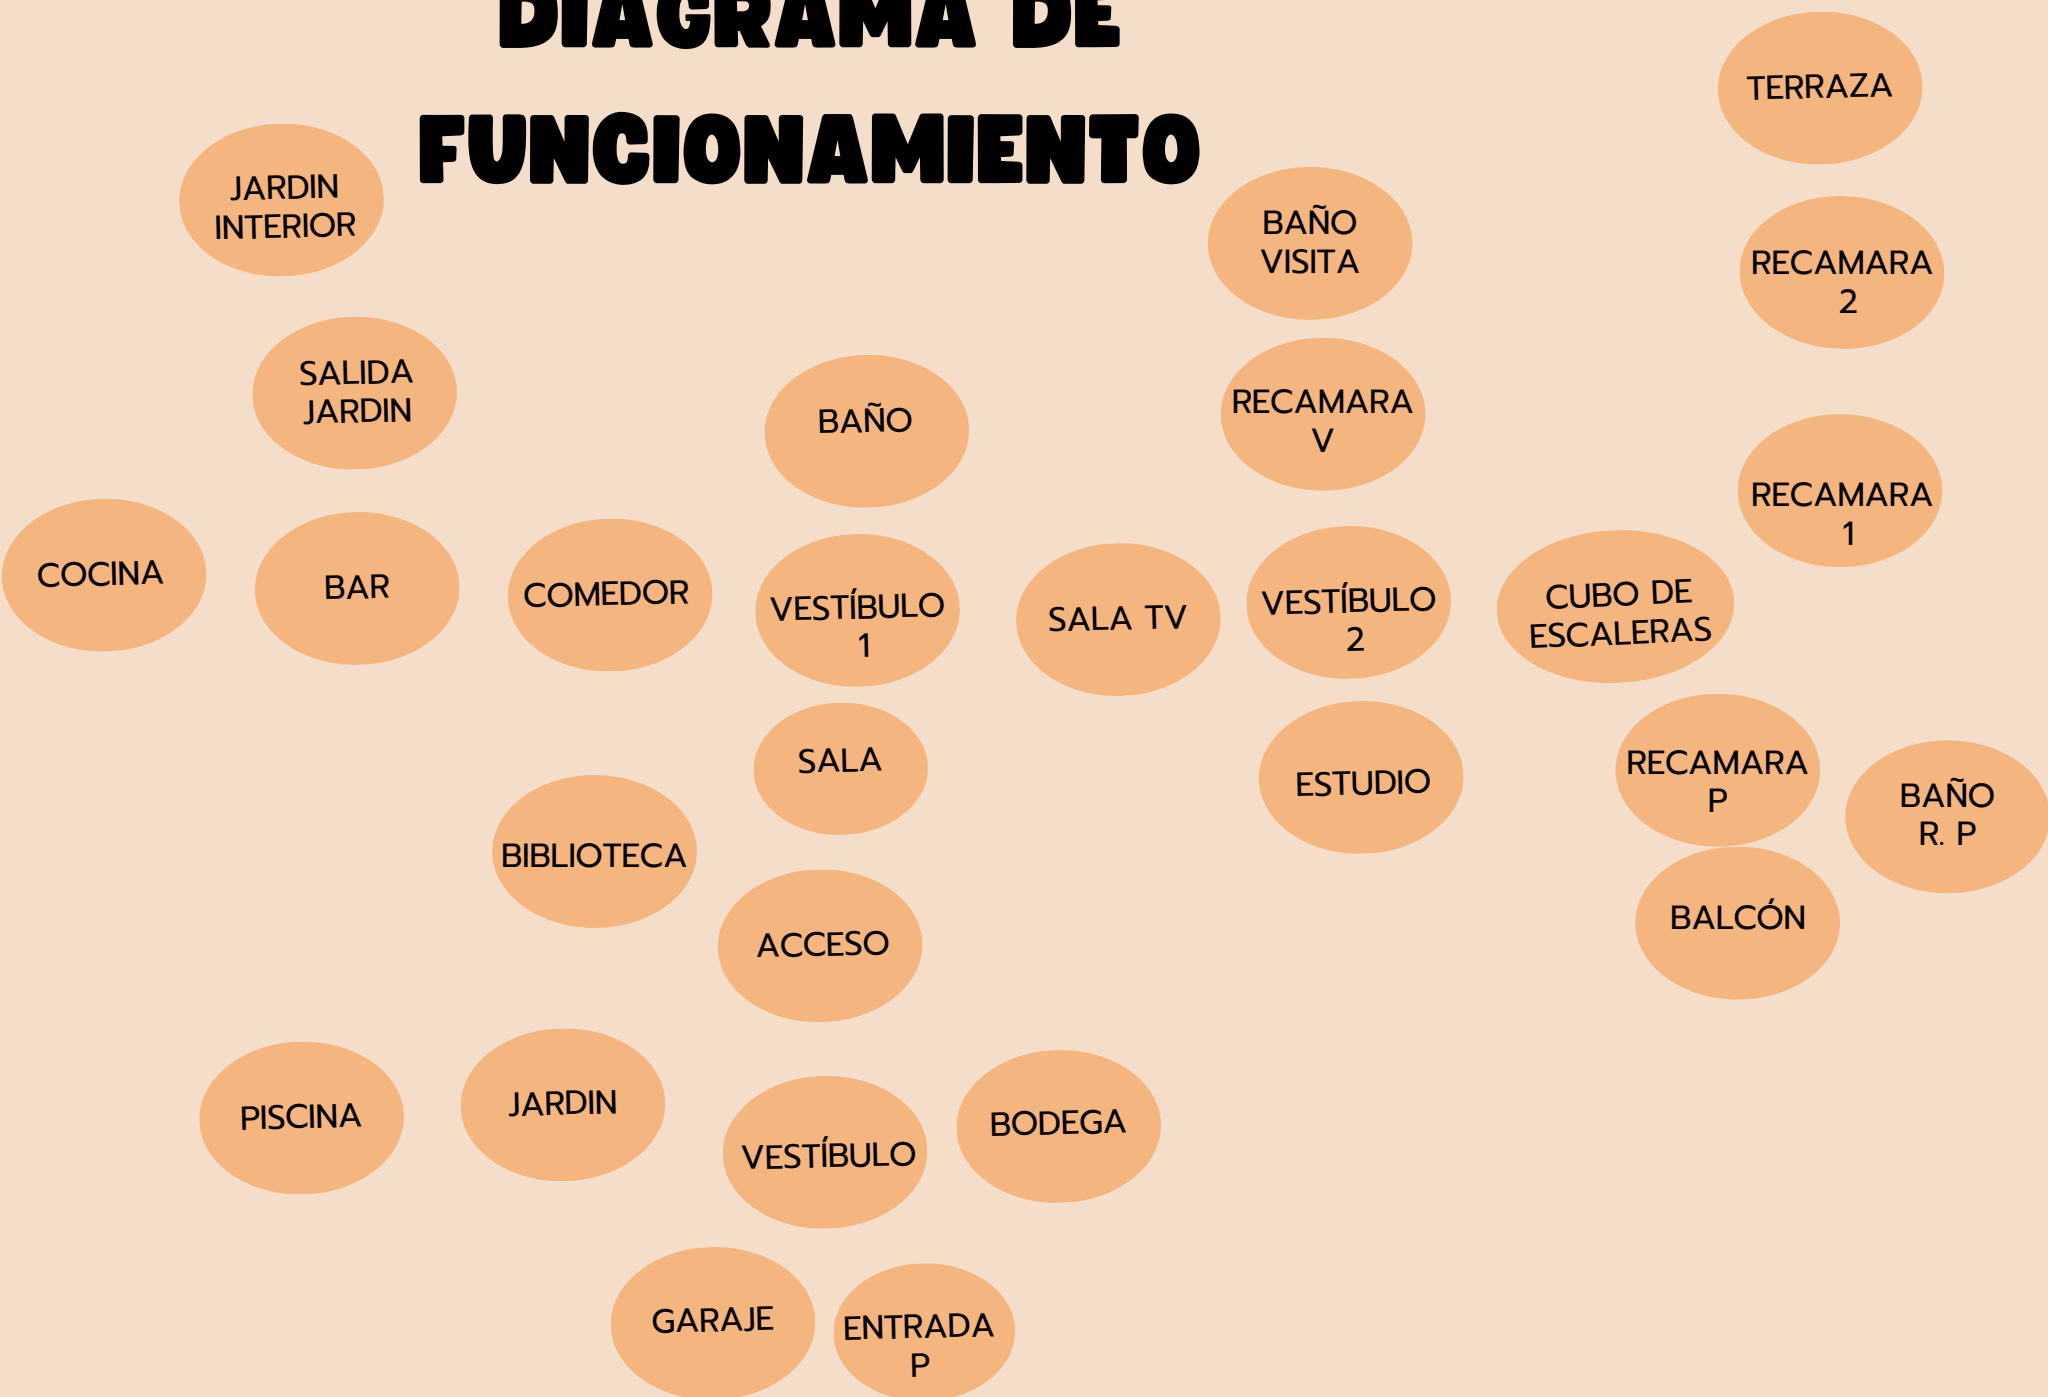 DIAGRAMA DE
FUNCIONAMIENTO
TERRAZA
JARDIN
INTERIOR
BAÑO
VISITA
RECAMARA
2
SALIDA
JARDIN
BAÑO
RECAMARA
V
RECAMARA
1
COCINA
BAR
COMEDOR
VESTÍBULO
1
SALA TV
VESTÍBULO
2
CUBO DE
ESCALERAS
SALA
ESTUDIO
RECAMARA
P
BAÑO
R. P
BIBLIOTECA
ACCESO
BALCÓN
PISCINA
JARDIN
VESTÍBULO
BODEGA
GARAJE
ENTRADA
P